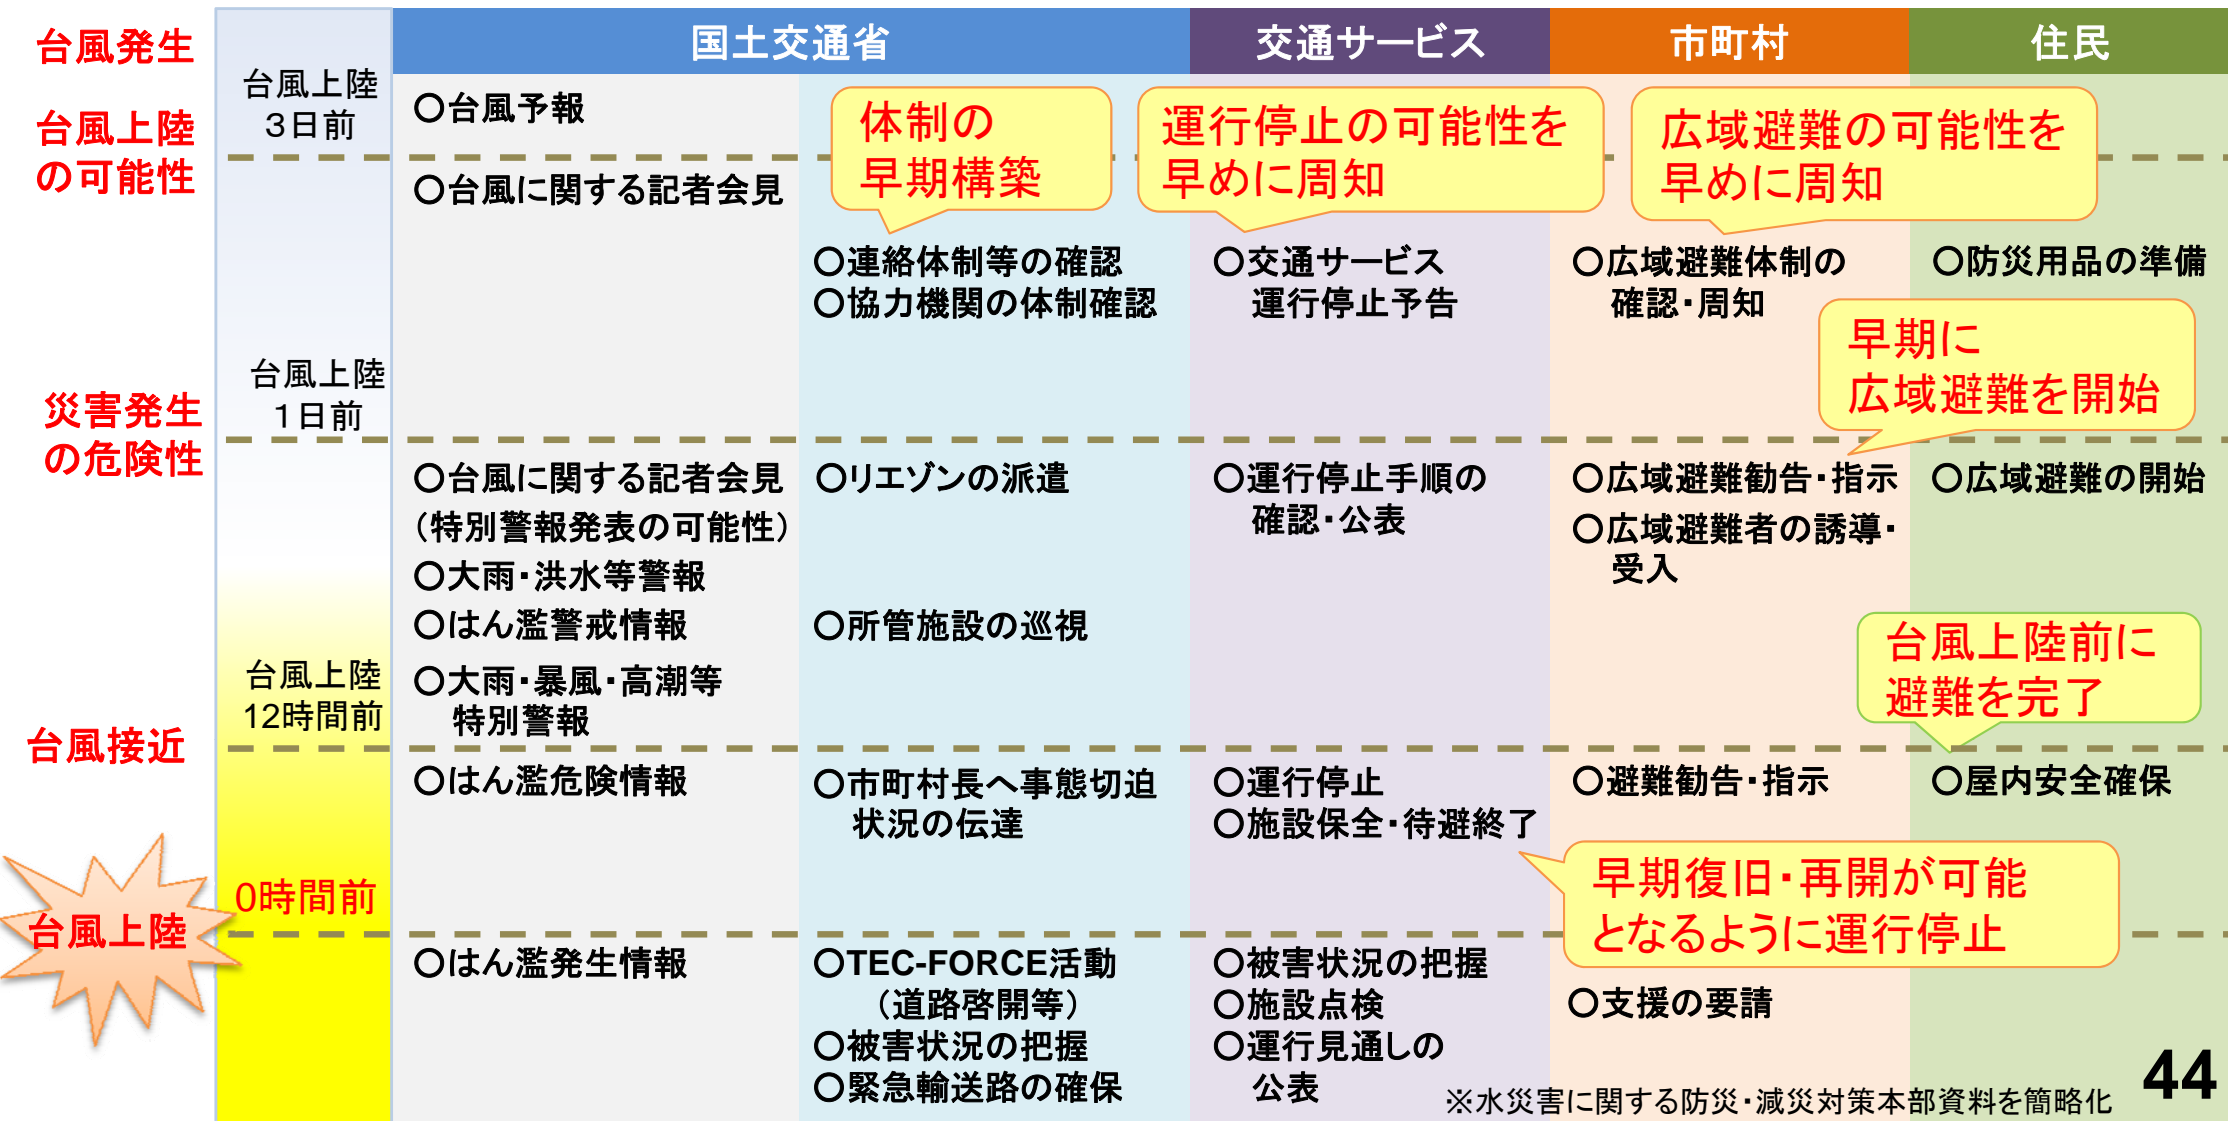 国土交通省
交通サービス
市町村
住民
台風発生
台風上陸
の可能性
災害発生
の危険性
台風接近
台風上陸
台風上陸
3日前
台風上陸
1日前
台風上陸
12時間前
0時間前
○台風予報
○台風に関する記者会見
体制の
早期構築
○連絡体制等の確認
○協力機関の体制確認
運行停止の可能性を
早めに周知
○交通サービス
運行停止予告
広域避難の可能性を
早めに周知
○広域避難体制の
確認・周知
○防災用品の準備
早期に
広域避難を開始
○台風に関する記者会見
（特別警報発表の可能性）
○大雨・洪水等警報
○はん濫警戒情報
○大雨・暴風・高潮等
特別警報
○リエゾンの派遣
○所管施設の巡視
○運行停止手順の
確認・公表
○広域避難勧告・指示
○広域避難者の誘導・
受入
○広域避難の開始
台風上陸前に
避難を完了
○はん濫危険情報
○市町村長へ事態切迫
状況の伝達
○運行停止
○施設保全・待避終了
○避難勧告・指示
○屋内安全確保
早期復旧・再開が可能
となるように運行停止
○はん濫発生情報
○TEC-FORCE活動
（道路啓開等）
○被害状況の把握
○緊急輸送路の確保
○被害状況の把握
○施設点検
○運行見通しの
公表
○支援の要請
※水災害に関する防災・減災対策本部資料を簡略化
44